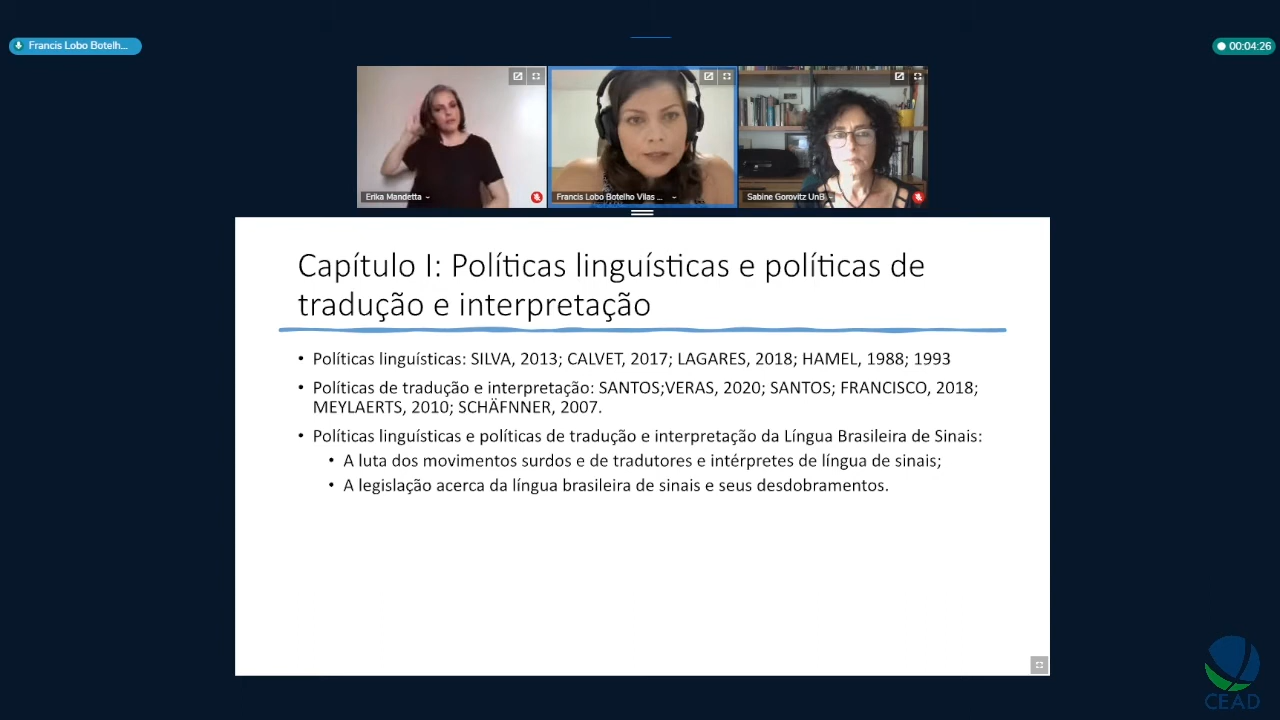 Francis Lobo Botelh...
00:04:26
Erika Mandetta
Francis Lobo Botelho Vilas ...
Sabine Gorovitz UnB
Capítulo I: Políticas linguísticas e políticas de
tradução e interpretação
• Políticas linguísticas: SILVA, 2013; CALVET, 2017; LAGARES, 2018; HAMEL, 1988; 1993
• Políticas de tradução e interpretação: SANTOS;VERAS, 2020; SANTOS; FRANCISCO, 2018;
MEYLAERTS, 2010; SCHÄFNNER, 2007.
• Políticas linguísticas e políticas de tradução e interpretação da Língua Brasileira de Sinais:
• A luta dos movimentos surdos e de tradutores e intérpretes de língua de sinais;
• A legislação acerca da língua brasileira de sinais e seus desdobramentos.
CEAD